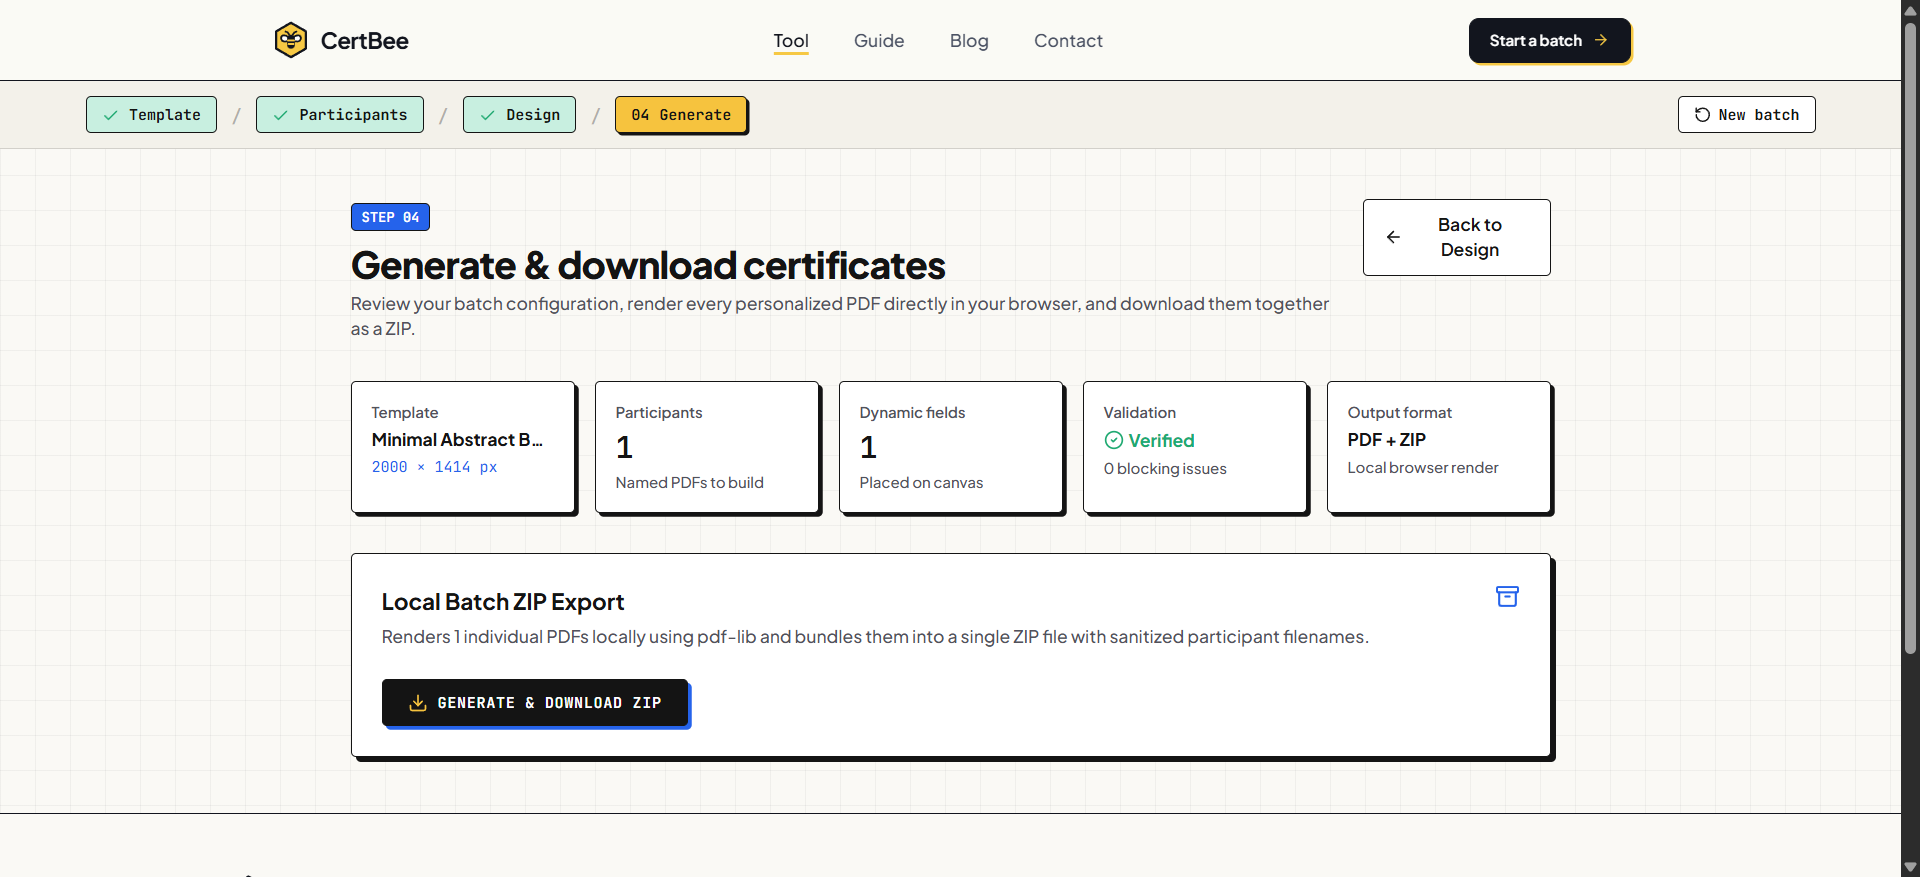 CertBee
Tool
Guide
Blog
Contact
Start a batch
Template
/
Participants
/
Design
/
04 Generate
New batch
STEP 04
Generate & download certificates
Review your batch configuration, render every personalized PDF directly in your browser, and download them together
as a ZIP.
Back to
Design
Template
Minimal Abstract B...
2000 × 1414 px
Participants
1
Named PDFs to build
Dynamic fields
1
Placed on canvas
Validation
Verified
0 blocking issues
Output format
PDF + ZIP
Local browser render
Local Batch ZIP Export
Renders 1 individual PDFs locally using pdf-lib and bundles them into a single ZIP file with sanitized participant filenames.
GENERATE & DOWNLOAD ZIP